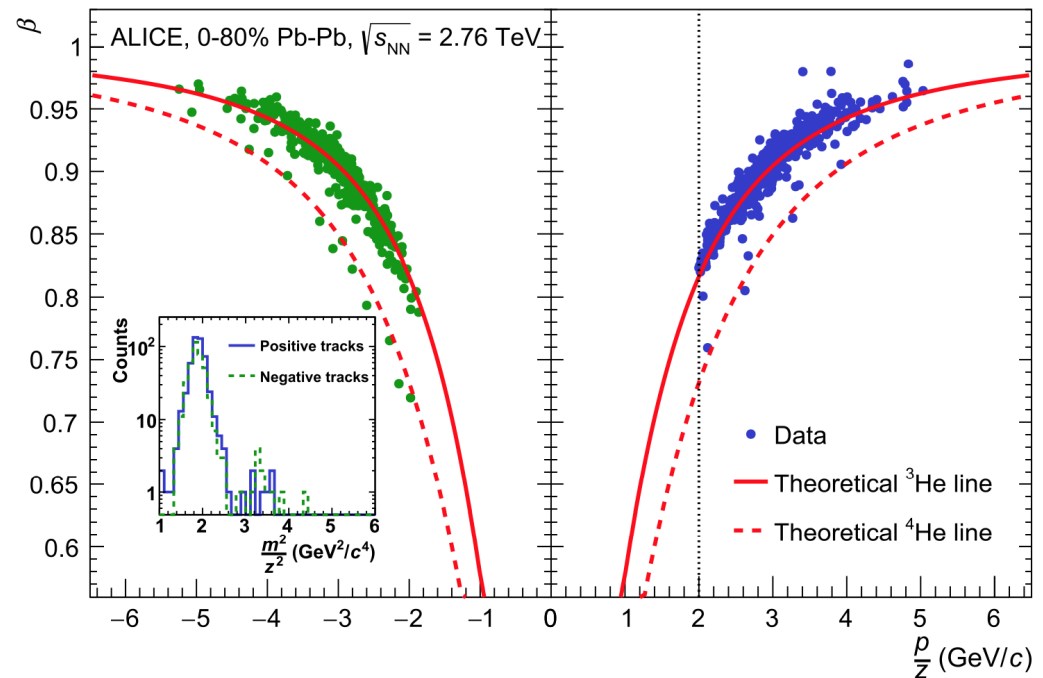 β
ALICE, 0-80% Pb-Pb, √sNN = 2.76 TeV
1
0.95
0.9
0.85
0.8
0.75
0.7
0.65
0.6
Counts
10²
10
1
Positive tracks
Negative tracks
1 2 3 4 5 6
m²/z² (GeV²/c⁴)
Data
Theoretical ³He line
Theoretical ⁴He line
−6 −5 −4 −3 −2 −1 0 1 2 3 4 5 6
p/z (GeV/c)